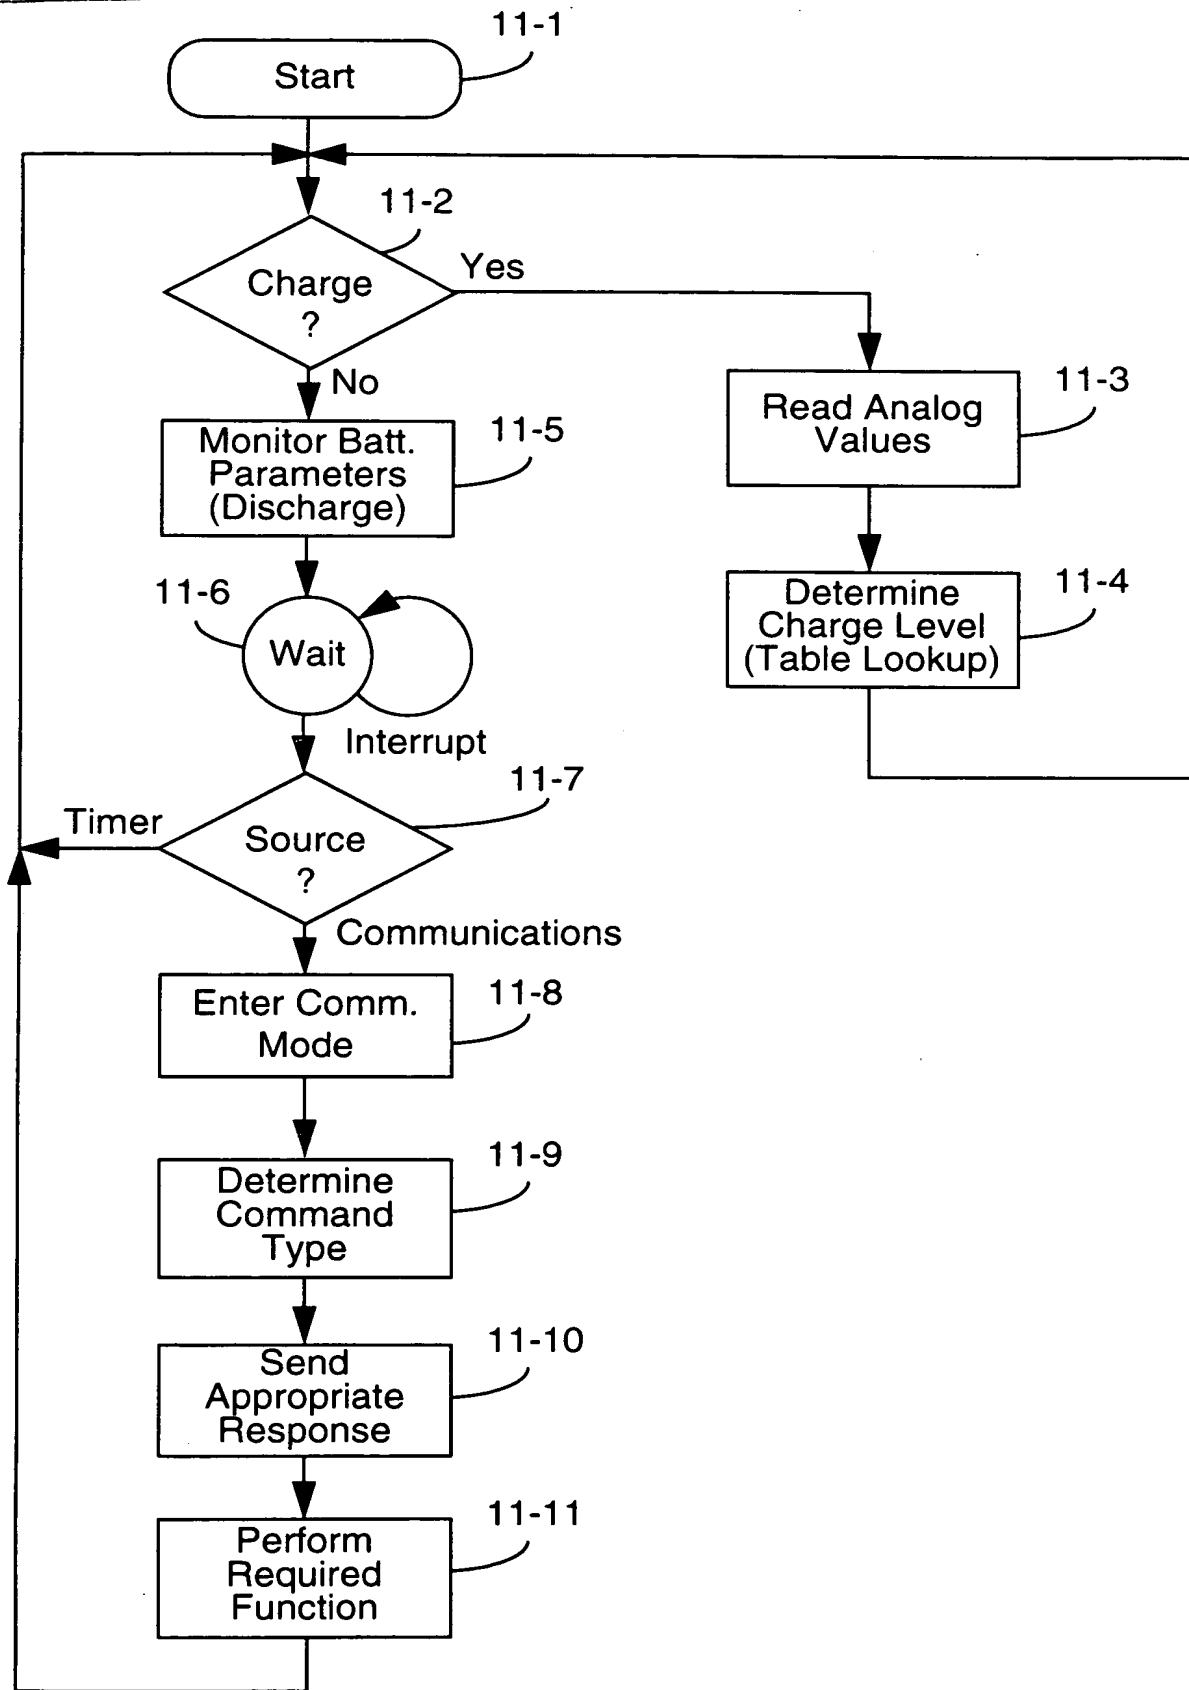 11-1
Start
11-2
Charge
?
Yes
No
11-3
Read Analog
Values
11-5
Monitor Batt.
Parameters
(Discharge)
11-4
Determine
Charge Level
(Table Lookup)
11-6
Wait
Interrupt
11-7
Timer
Source
?
Communications
11-8
Enter Comm.
Mode
11-9
Determine
Command
Type
11-10
Send
Appropriate
Response
11-11
Perform
Required
Function